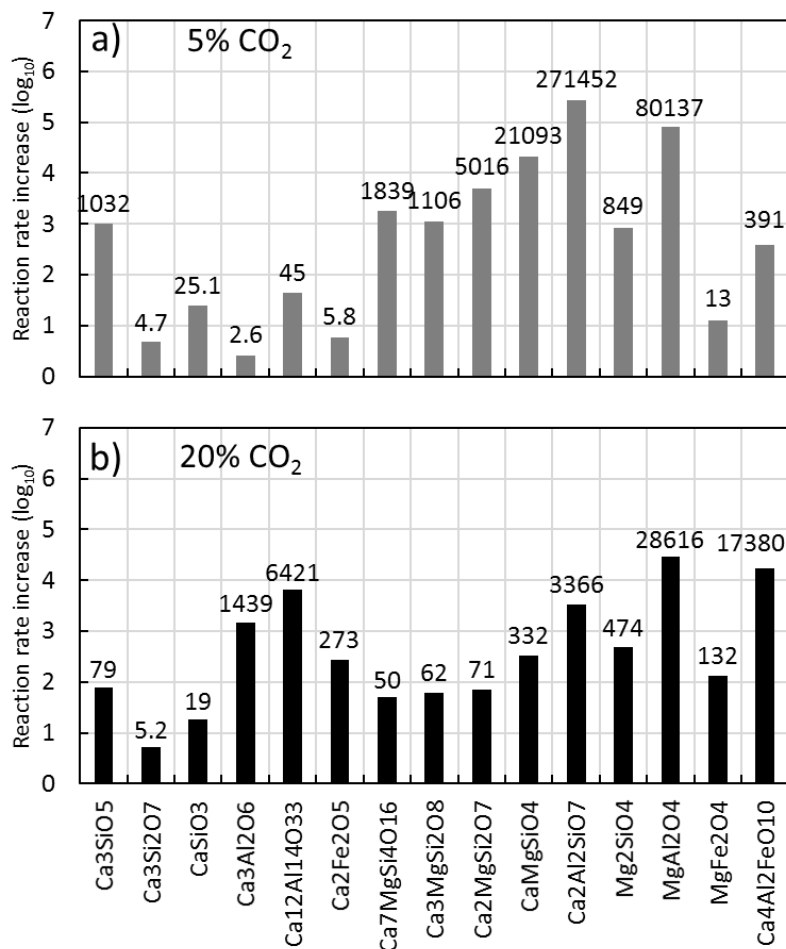 a) 5% CO₂
Reaction rate increase (log₁₀)
7
6
5
4
3
2
1
0
1032
4.7
25.1
2.6
45
5.8
1839
1106
5016
21093
271452
849
80137
13
391
b) 20% CO₂
Reaction rate increase (log₁₀)
7
6
5
4
3
2
1
0
79
5.2
19
1439
6421
273
50
62
71
332
3366
474
28616
132
17380
Ca3SiO5
Ca3Si2O7
CaSiO3
Ca3Al2O6
Ca12Al14O33
Ca2Fe2O5
Ca7MgSi4O16
Ca3MgSi2O8
Ca2MgSi2O7
CaMgSiO4
Ca2Al2SiO7
Mg2SiO4
MgAl2O4
MgFe2O4
Ca4Al2FeO10